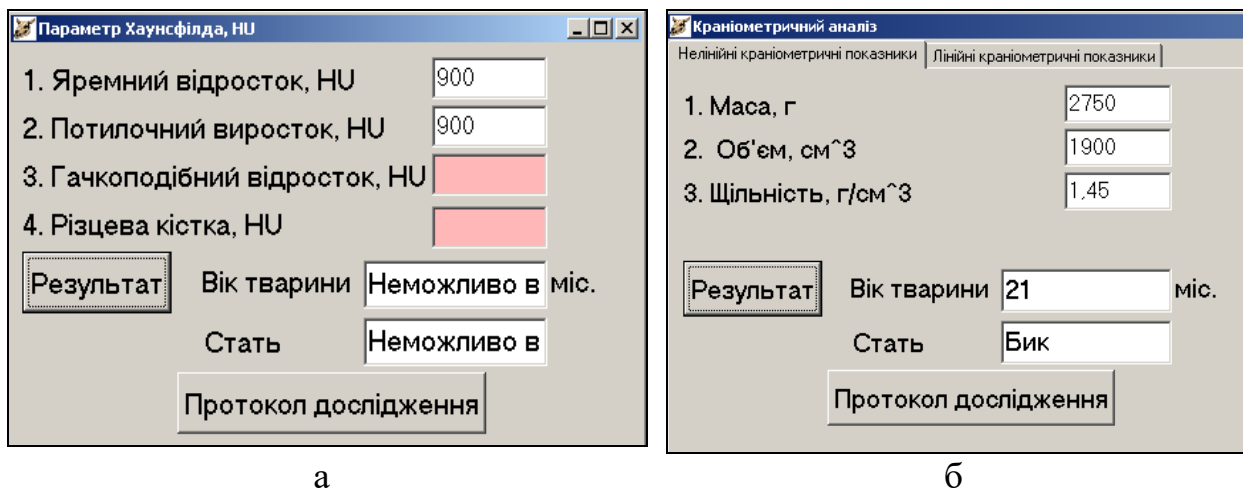 Параметр Хаунсфілда, HU
1. Яремний відросток, HU 900
2. Потилочний виросток, HU 900
3. Гачкоподібний відросток, HU
4. Різцева кістка, HU
Результат Вік тварини Неможливо в міс.
Стать Неможливо в
Протокол дослідження
а
Краніометричний аналіз
Нелінійні краніометричні показники Лінійні краніометричні показники
1. Маса, г 2750
2. Об'єм, см^3 1900
3. Щільність, г/см^3 1,45
Результат Вік тварини 21 міс.
Стать Бик
Протокол дослідження
б